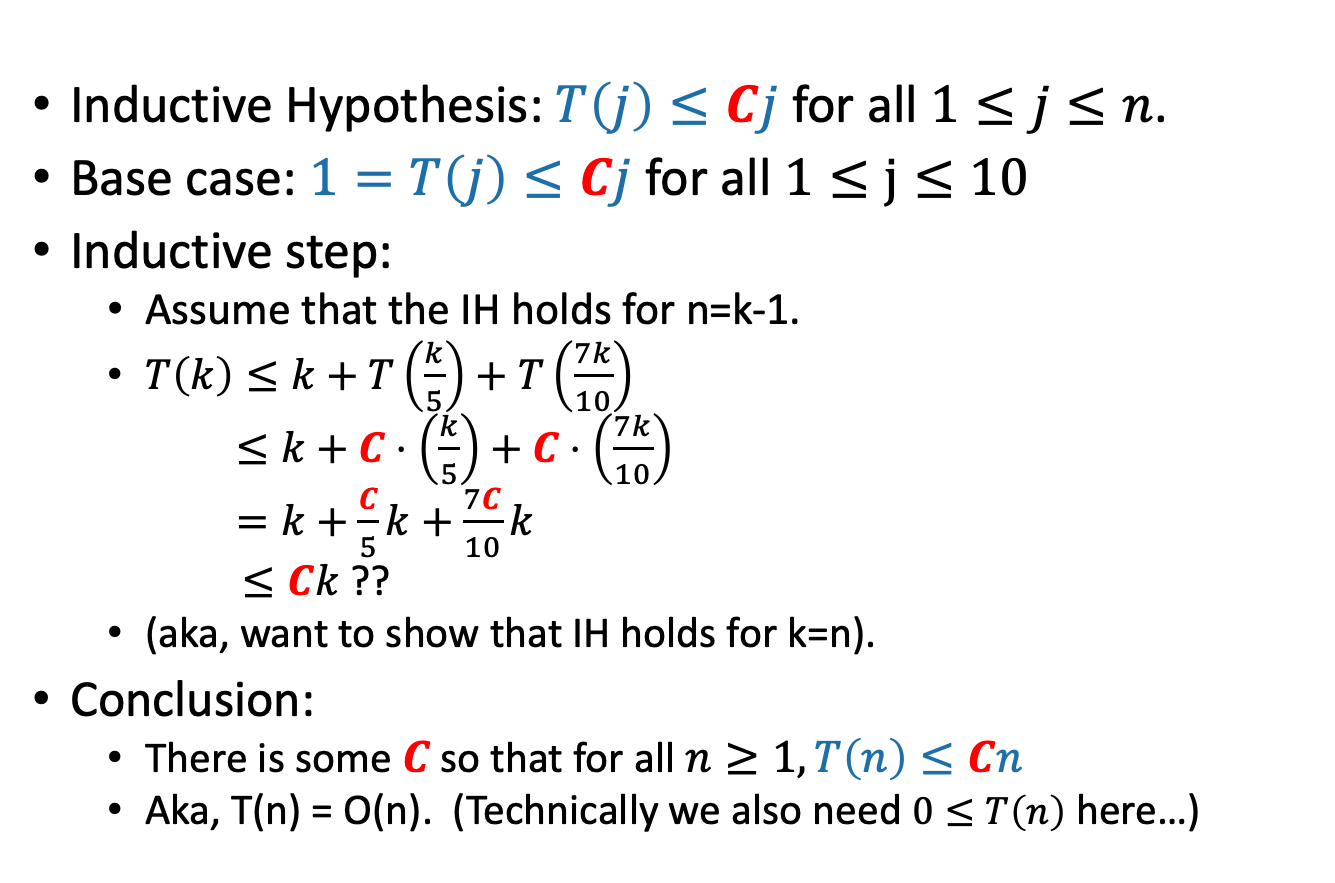 • Inductive Hypothesis: T(j) ≤ Cj for all 1 ≤ j ≤ n.
• Base case: 1 = T(j) ≤ Cj for all 1 ≤ j ≤ 10
• Inductive step:
• Assume that the IH holds for n=k-1.
• T(k) ≤ k + T(k/5) + T(7k/10)
≤ k + C · (k/5) + C · (7k/10)
= k + C/5 k + 7C/10 k
≤ Ck ??
• (aka, want to show that IH holds for k=n).
• Conclusion:
• There is some C so that for all n ≥ 1, T(n) ≤ Cn
• Aka, T(n) = O(n). (Technically we also need 0 ≤ T(n) here...)